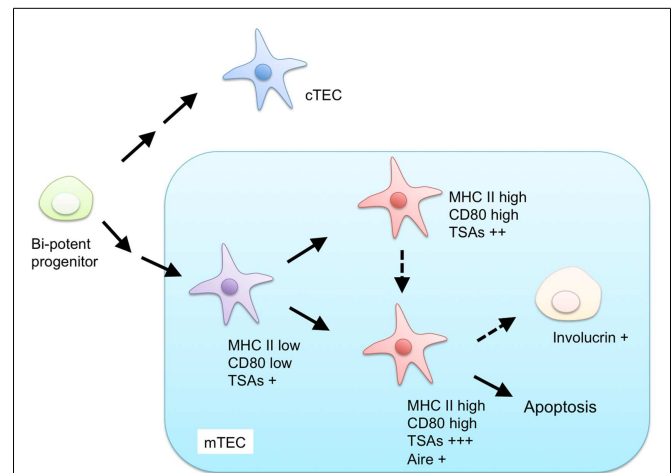 cTEC
Bi-potent
progenitor
MHC II high
CD80 high
TSAs ++
MHC II low
CD80 low
TSAs +
Involucrin +
MHC II high
CD80 high
TSAs +++
Aire +
Apoptosis
mTEC